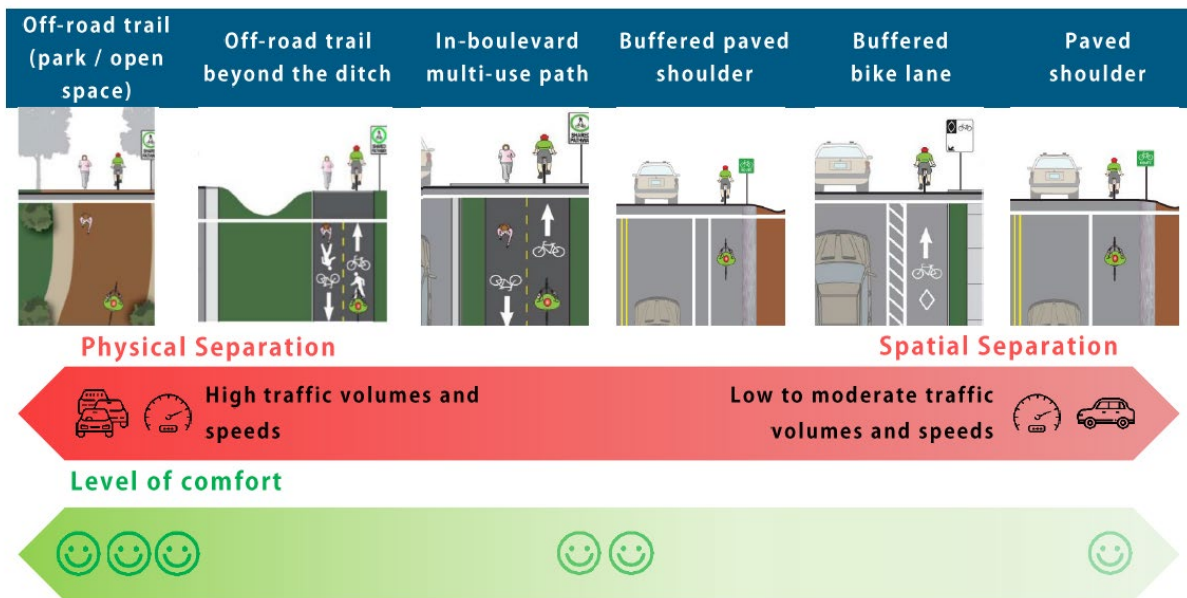 Off-road trail
(park / open
space)
Off-road trail
beyond the ditch
In-boulevard
multi-use path
Buffered paved
shoulder
Buffered
bike lane
Paved
shoulder
Physical Separation
Spatial Separation
High traffic volumes and
speeds
Low to moderate traffic
volumes and speeds
Level of comfort